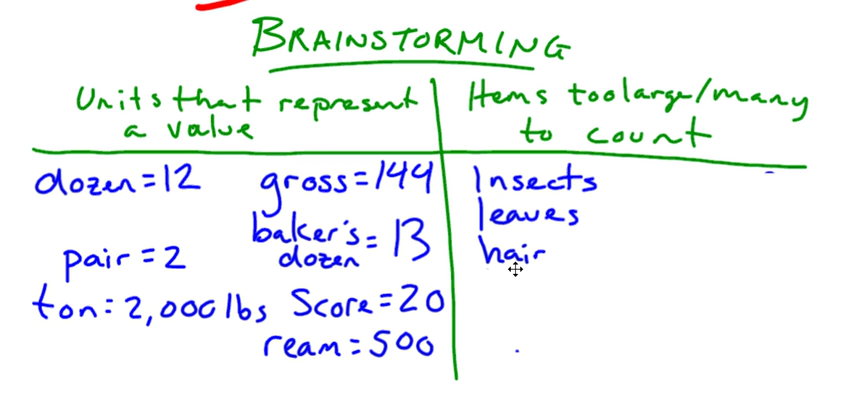 BRAINSTORMING
Units that represent
a value
Items too large/many
to count
dozen=12
gross=144
baker's
dozen = 13
pair=2
ton=2,000 lbs
Score=20
ream=500
Insects
leaves
hair